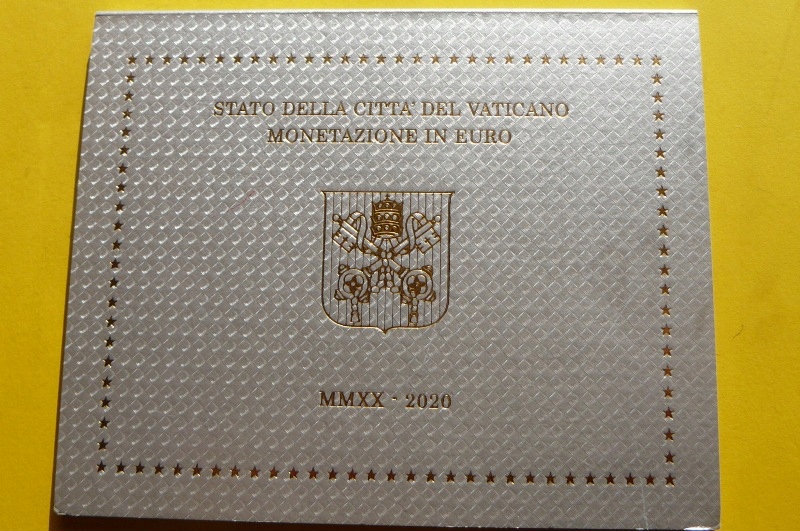 STATO DELLA CITTA' DEL VATICANO
MONETAZIONE IN EURO
MMXX - 2020